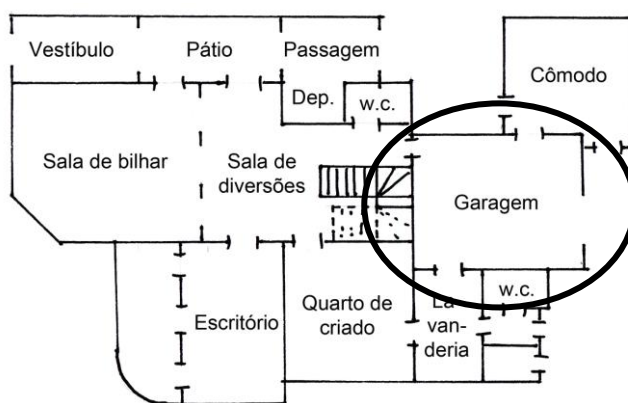 Vestíbulo
Pátio
Passagem
Cômodo
Dep.
w.c.
Sala de bilhar
Sala de
diversões
Garagem
Escritório
Quarto de
criado
La
van-
deria
w.c.